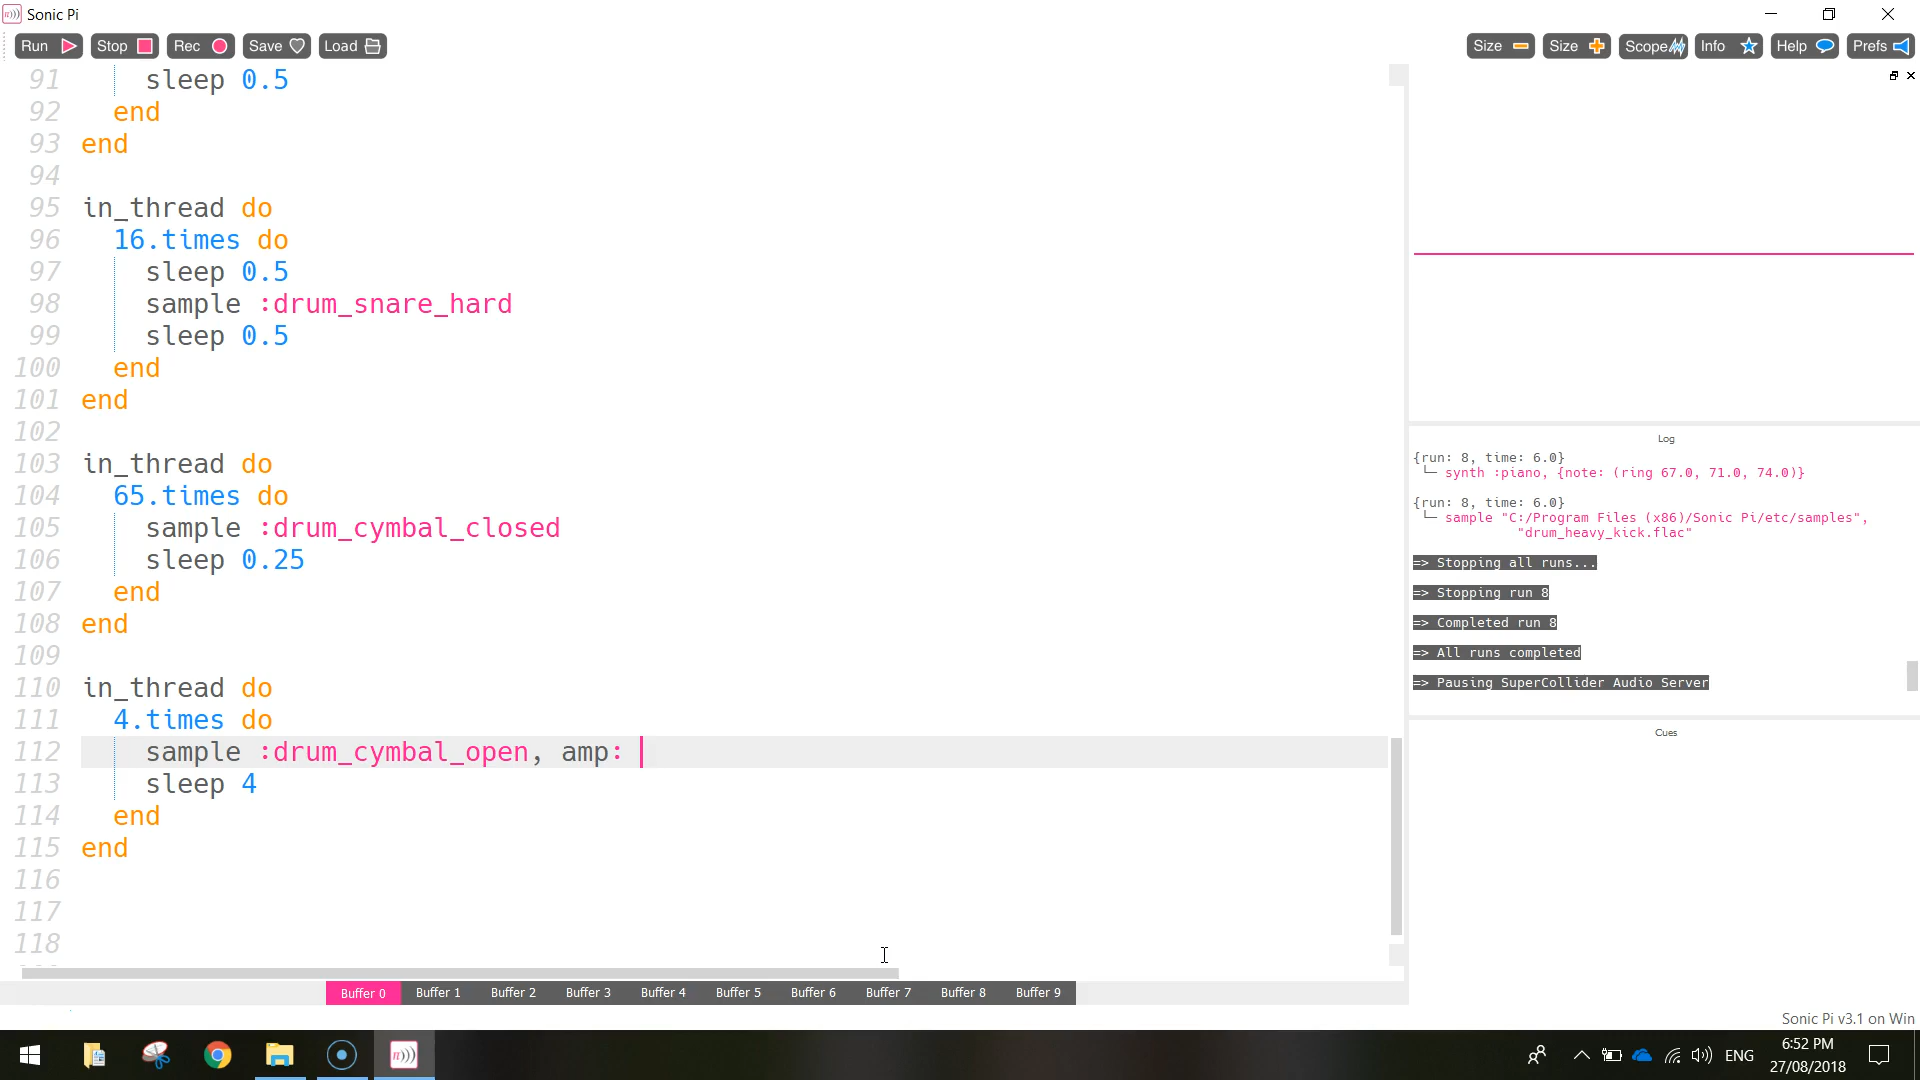 Sonic Pi
Run Stop Rec Save Load Size Size Scope Info Help Prefs
91 sleep 0.5
92 end
93 end
94
95 in_thread do
96 16.times do
97 sleep 0.5
98 sample :drum_snare_hard
99 sleep 0.5
100 end
101 end
102
103 in_thread do
104 65.times do
105 sample :drum_cymbal_closed
106 sleep 0.25
107 end
108 end
109
110 in_thread do
111 4.times do
112 sample :drum_cymbal_open, amp:
113 sleep 4
114 end
115 end
116
117
118
Log
{run: 8, time: 6.0}
└─ synth :piano, {note: (ring 67.0, 71.0, 74.0)}
{run: 8, time: 6.0}
└─ sample "C:/Program Files (x86)/Sonic Pi/etc/samples",
"drum_heavy_kick.flac"
=> Stopping all runs...
=> Stopping run 8
=> Completed run 8
=> All runs completed
=> Pausing SuperCollider Audio Server
Cues
Buffer 0 Buffer 1 Buffer 2 Buffer 3 Buffer 4 Buffer 5 Buffer 6 Buffer 7 Buffer 8 Buffer 9
Sonic Pi v3.1 on Win
ENG
6:52 PM
27/08/2018